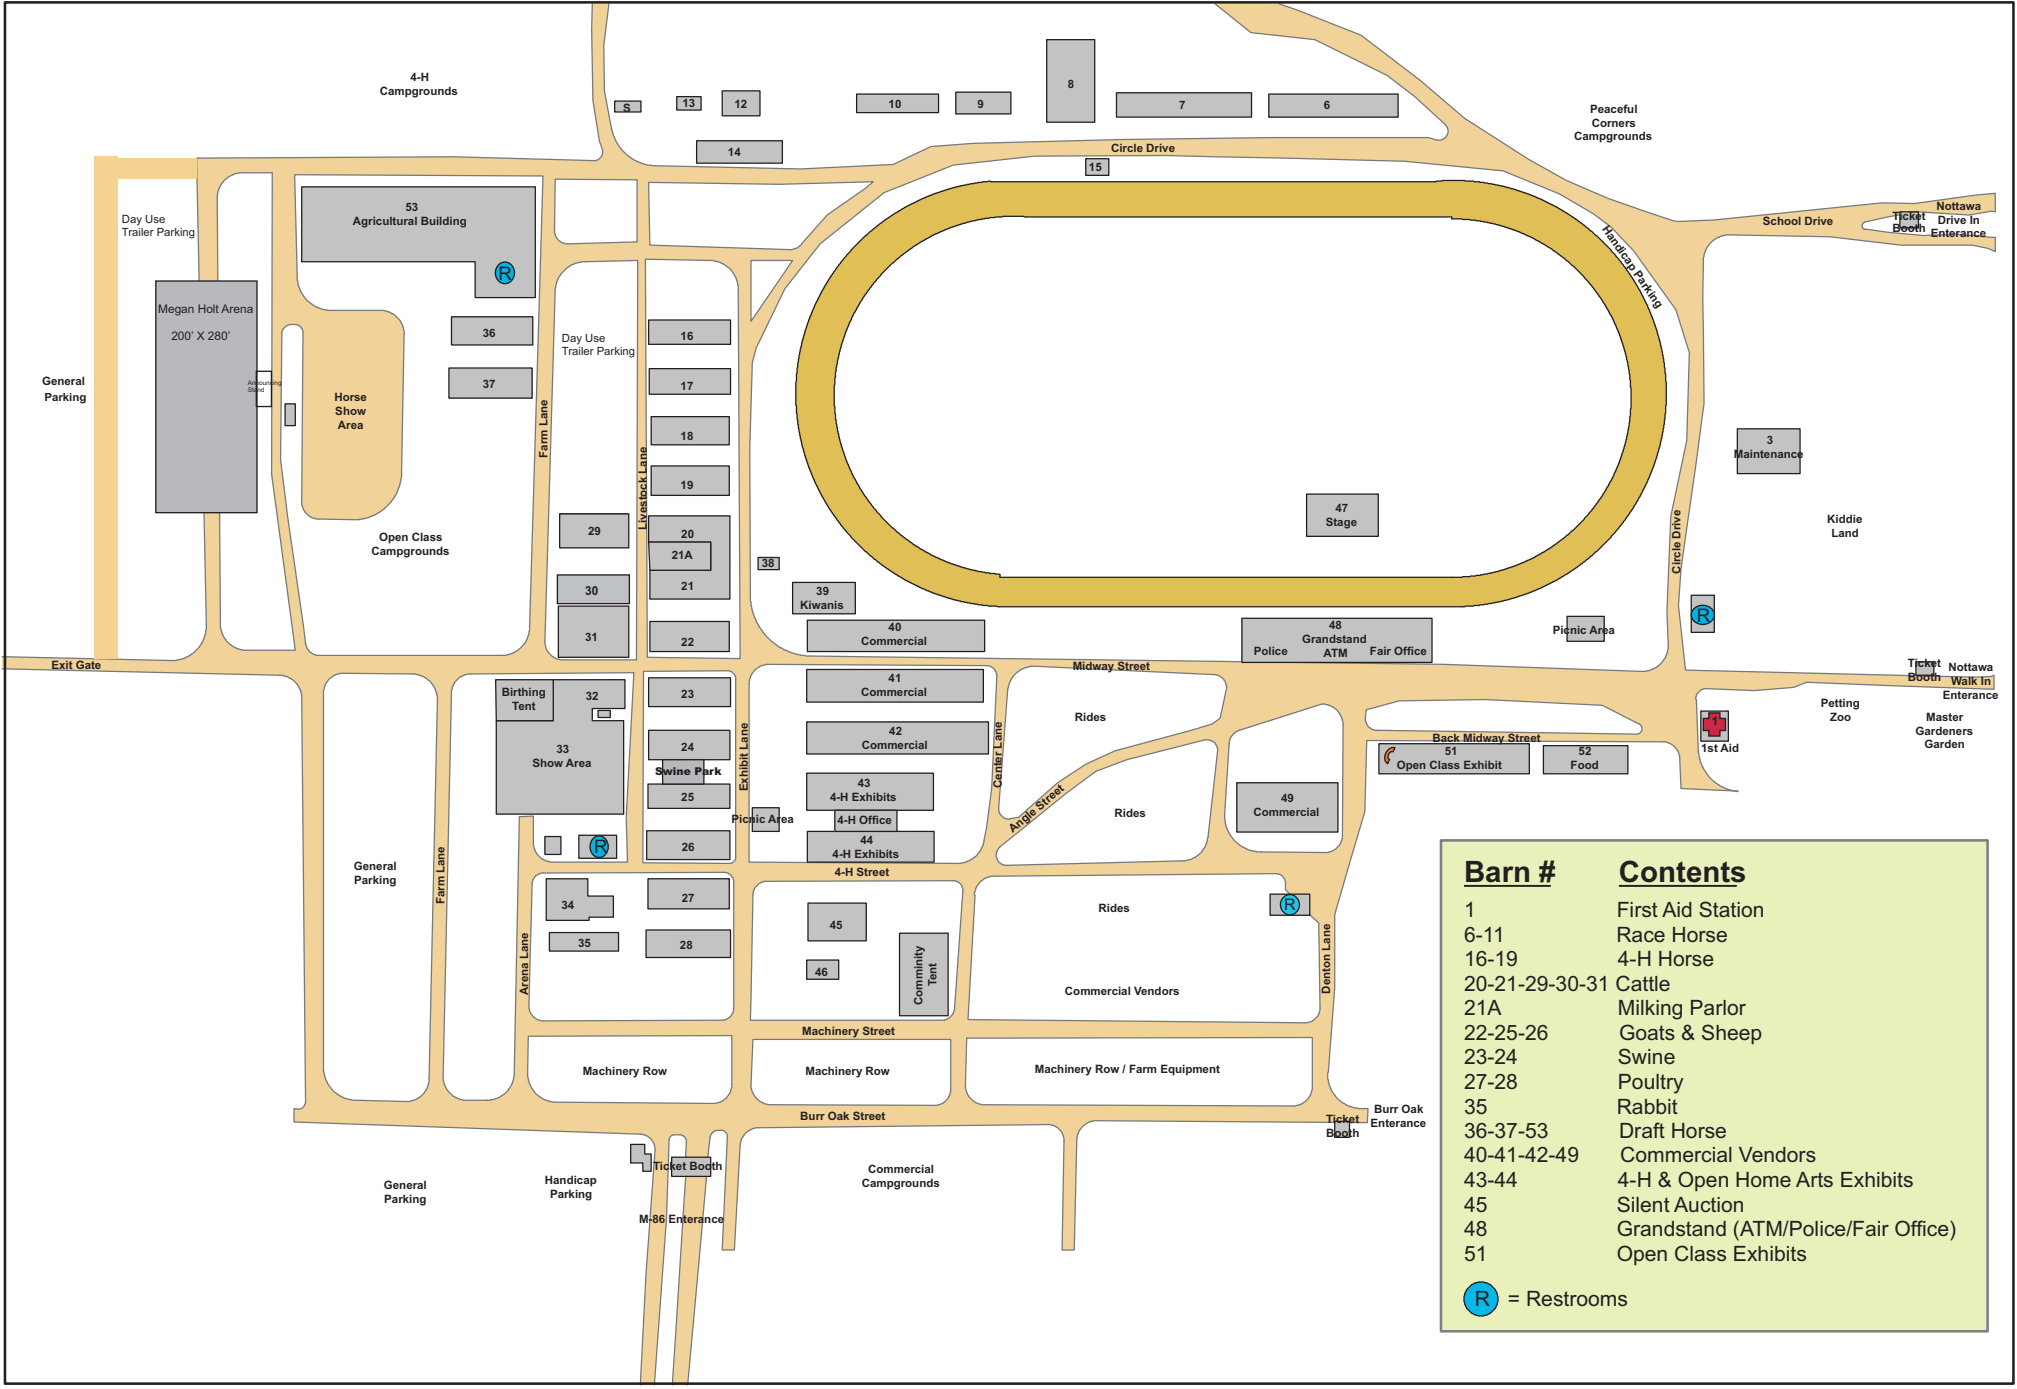 4-H
Campgrounds
S
13
12
14
10
9
8
7
6
Circle Drive
15
Peaceful
Corners
Campgrounds
Day Use
Trailer Parking
53
Agricultural Building
R
School Drive
Ticket
Booth
Nottawa
Drive In
Enterance
Handicap Parking
Megan Holt Arena
200' X 280'
Announcing
Stand
General
Parking
Horse
Show
Area
36
37
Farm Lane
Day Use
Trailer Parking
Livestock Lane
16
17
18
19
20
21A
21
22
29
30
31
Open Class
Campgrounds
38
39
Kiwanis
40
Commercial
47
Stage
3
Maintenance
Kiddie
Land
Circle Drive
R
48
Grandstand
Police
ATM
Fair Office
Picnic Area
Exit Gate
Midway Street
Ticket
Booth
Nottawa
Walk In
Enterance
Birthing
Tent
32
33
Show Area
23
24
Swine Park
25
26
Exhibit Lane
Picnic Area
41
Commercial
42
Commercial
43
4-H Exhibits
4-H Office
44
4-H Exhibits
Center Lane
Rides
Angle Street
Rides
49
Commercial
Back Midway Street
51
Open Class Exhibit
52
Food
1
1st Aid
Petting
Zoo
Master
Gardeners
Garden
R
General
Parking
Farm Lane
4-H Street
34
35
27
28
Arena Lane
45
46
Comminity
Tent
Rides
R
Commercial Vendors
Denton Lane
Machinery Street
Machinery Row
Machinery Row
Machinery Row / Farm Equipment
Burr Oak Street
Ticket
Booth
Burr Oak
Enterance
General
Parking
Handicap
Parking
Ticket Booth
M-86 Enterance
Commercial
Campgrounds
Barn # Contents
1 First Aid Station
6-11 Race Horse
16-19 4-H Horse
20-21-29-30-31 Cattle
21A Milking Parlor
22-25-26 Goats & Sheep
23-24 Swine
27-28 Poultry
35 Rabbit
36-37-53 Draft Horse
40-41-42-49 Commercial Vendors
43-44 4-H & Open Home Arts Exhibits
45 Silent Auction
48 Grandstand (ATM/Police/Fair Office)
51 Open Class Exhibits
R = Restrooms